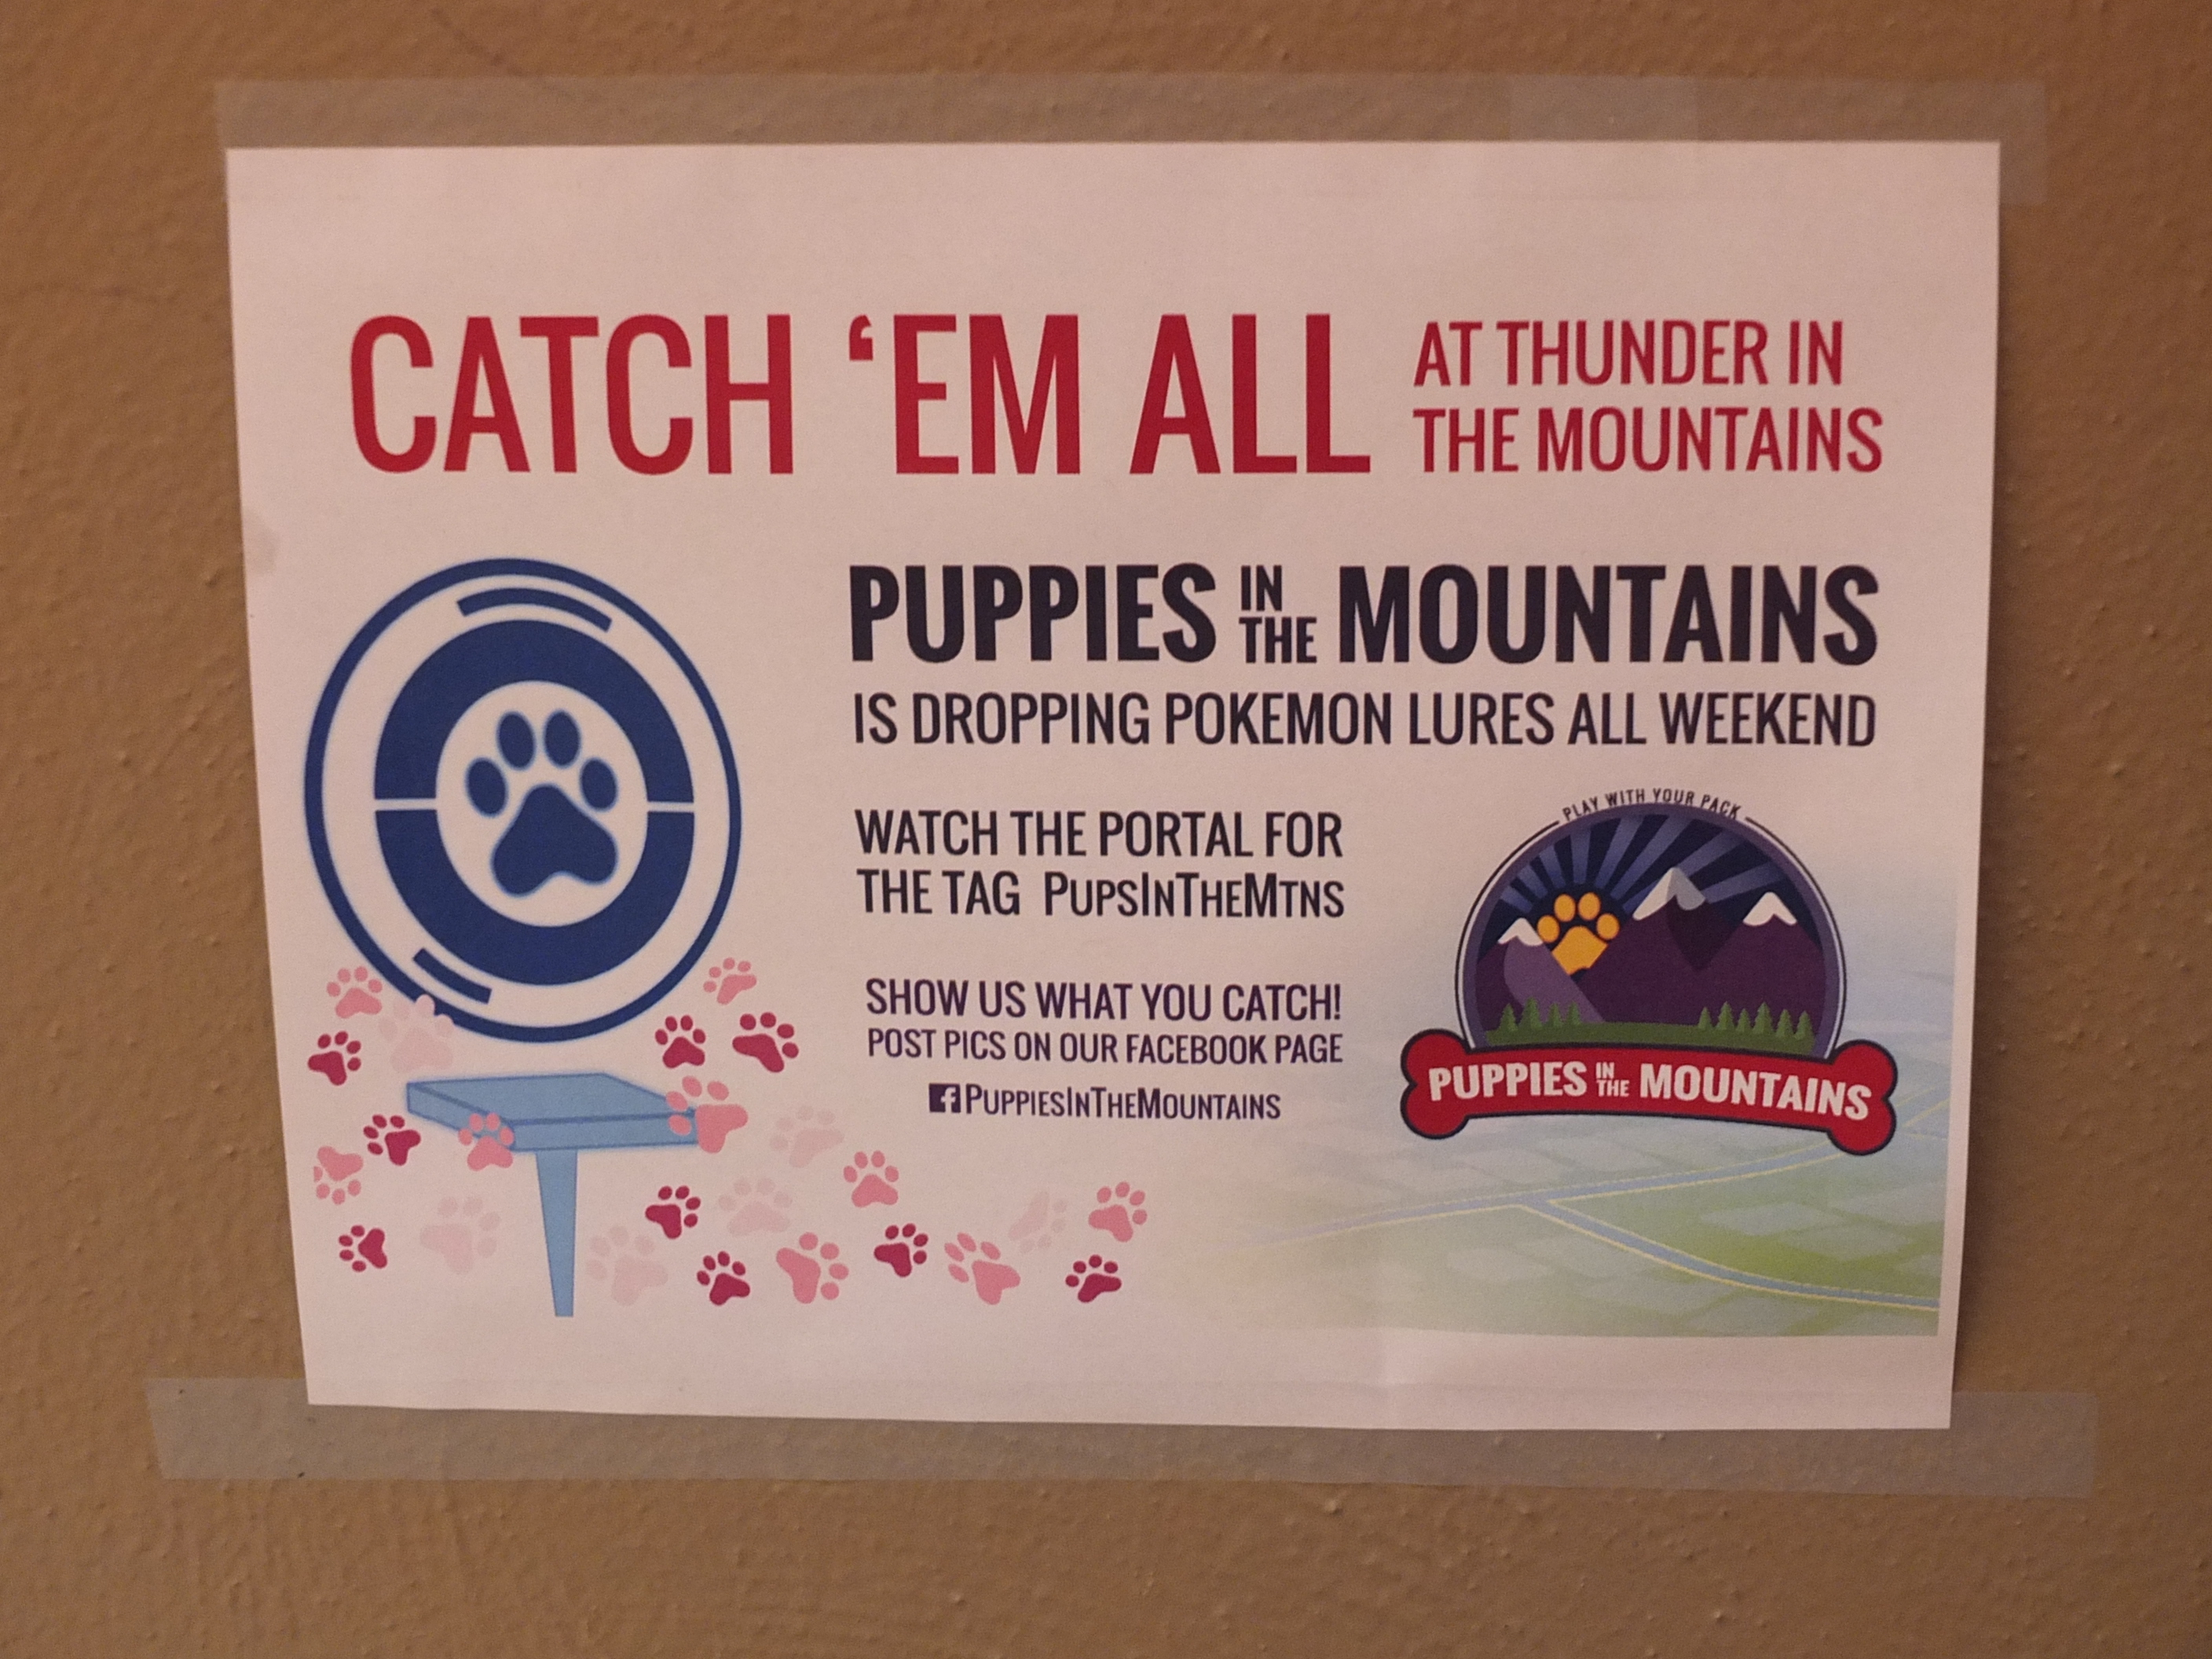 CATCH ‘EM ALL
AT THUNDER IN
THE MOUNTAINS
PUPPIES IN THE MOUNTAINS
IS DROPPING POKEMON LURES ALL WEEKEND
WATCH THE PORTAL FOR
THE TAG PUPSINTHEMTNS
SHOW US WHAT YOU CATCH!
POST PICS ON OUR FACEBOOK PAGE
f PUPPIESINTHEMOUNTAINS
PLAY WITH YOUR PACK
PUPPIES IN THE MOUNTAINS